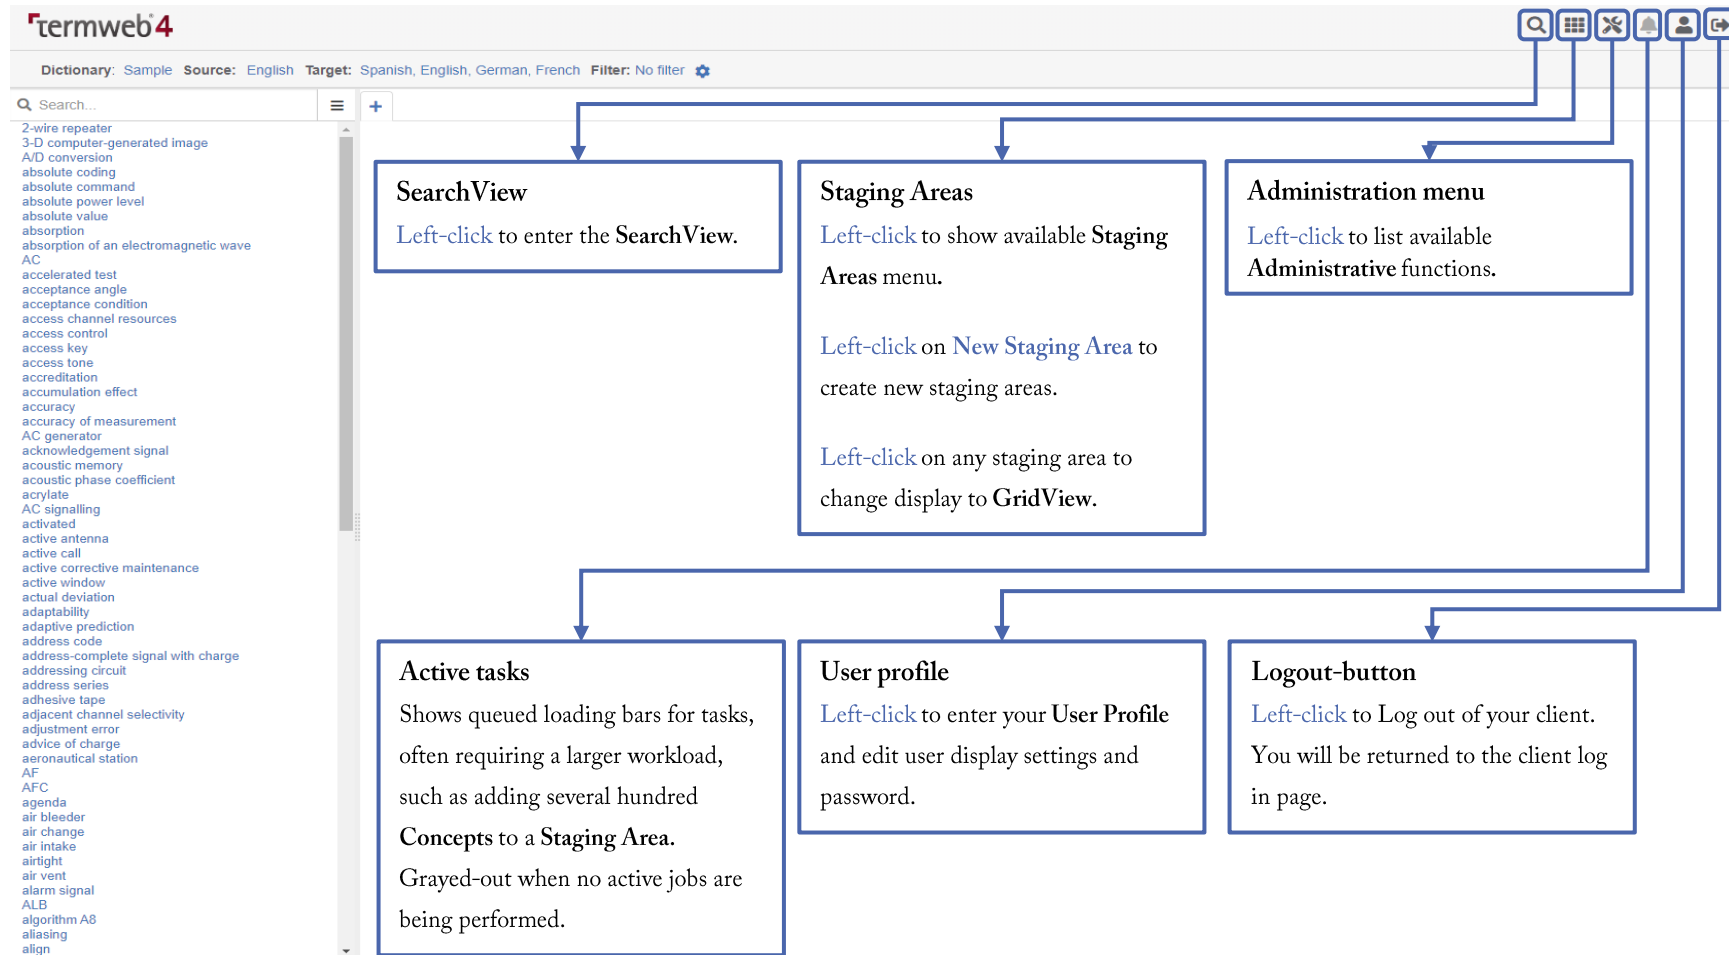 termweb 4
Dictionary: Sample Source: English Target: Spanish, English, German, French Filter: No filter
Search...
+
2-wire repeater
3-D computer-generated image
A/D conversion
absolute coding
absolute command
absolute power level
absolute value
absorption
absorption of an electromagnetic wave
AC
accelerated test
acceptance angle
acceptance condition
access channel resources
access control
access key
access tone
accreditation
accumulation effect
accuracy
accuracy of measurement
AC generator
acknowledgement signal
acoustic memory
acoustic phase coefficient
acrylate
AC signalling
activated
active antenna
active call
active corrective maintenance
active window
actual deviation
adaptability
adaptive prediction
address code
address-complete signal with charge
addressing circuit
address series
adhesive tape
adjacent channel selectivity
adjustment error
advice of charge
aeronautical station
AF
AFC
agenda
air bleeder
air change
air intake
airtight
air vent
alarm signal
ALB
algorithm A8
aliasing
align
SearchView
Left-click to enter the SearchView.
Staging Areas
Left-click to show available Staging
Areas menu.
Left-click on New Staging Area to
create new staging areas.
Left-click on any staging area to
change display to GridView.
Administration menu
Left-click to list available
Administrative functions.
Active tasks
Shows queued loading bars for tasks,
often requiring a larger workload,
such as adding several hundred
Concepts to a Staging Area.
Grayed-out when no active jobs are
being performed.
User profile
Left-click to enter your User Profile
and edit user display settings and
password.
Logout-button
Left-click to Log out of your client.
You will be returned to the client log
in page.